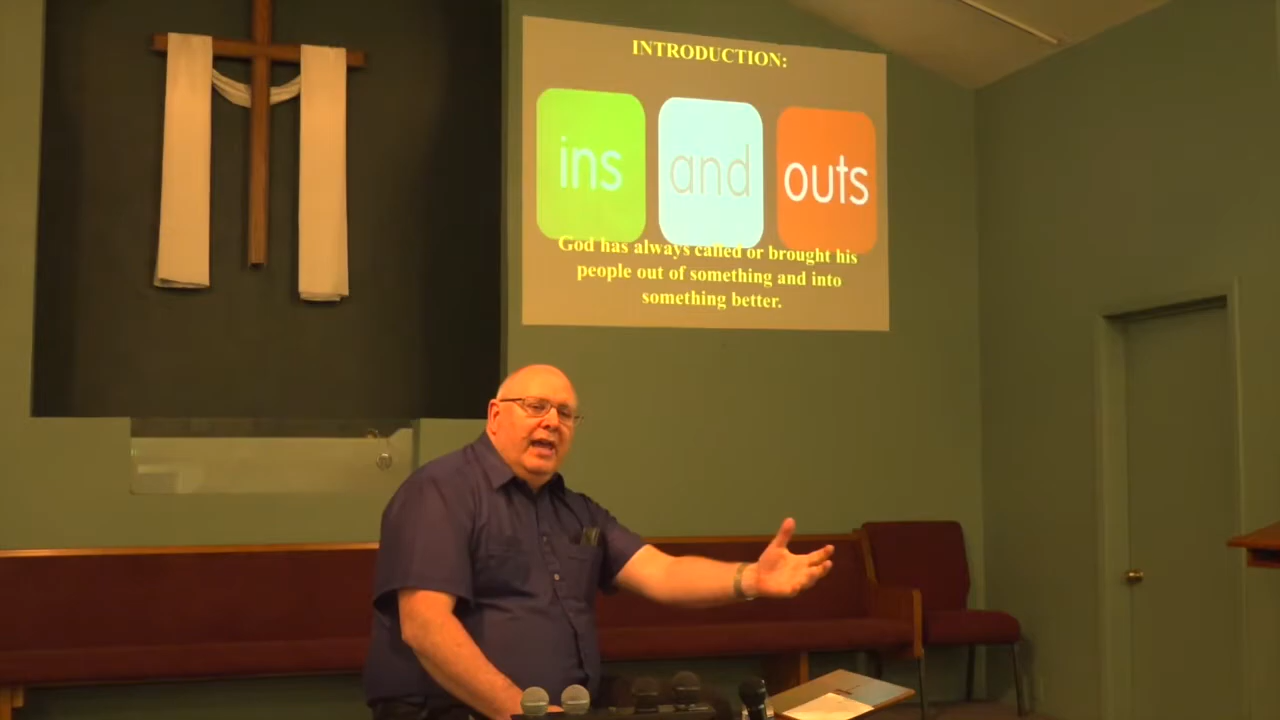 INTRODUCTION:
ins and outs
God has always called or brought his
people out of something and into
something better.